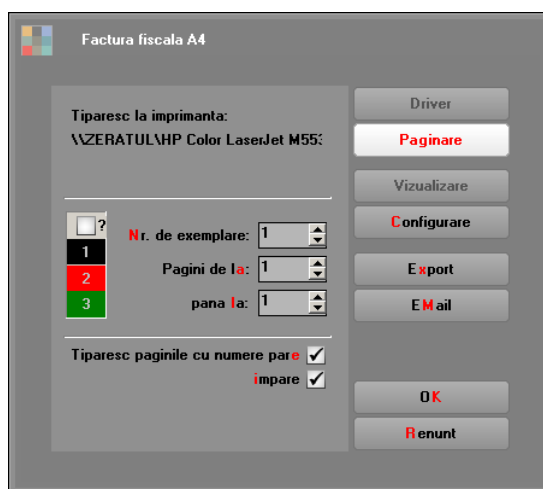 Factura fiscala A4
Tiparesc la imprimanta:
\\ZERATUL\HP Color LaserJet M553
?
1
2
3
Nr. de exemplare: 1
Pagini de la: 1
pana la: 1
Tiparesc paginile cu numere pare
impare
Driver
Paginare
Vizualizare
Configurare
Export
EMail
OK
Renunt